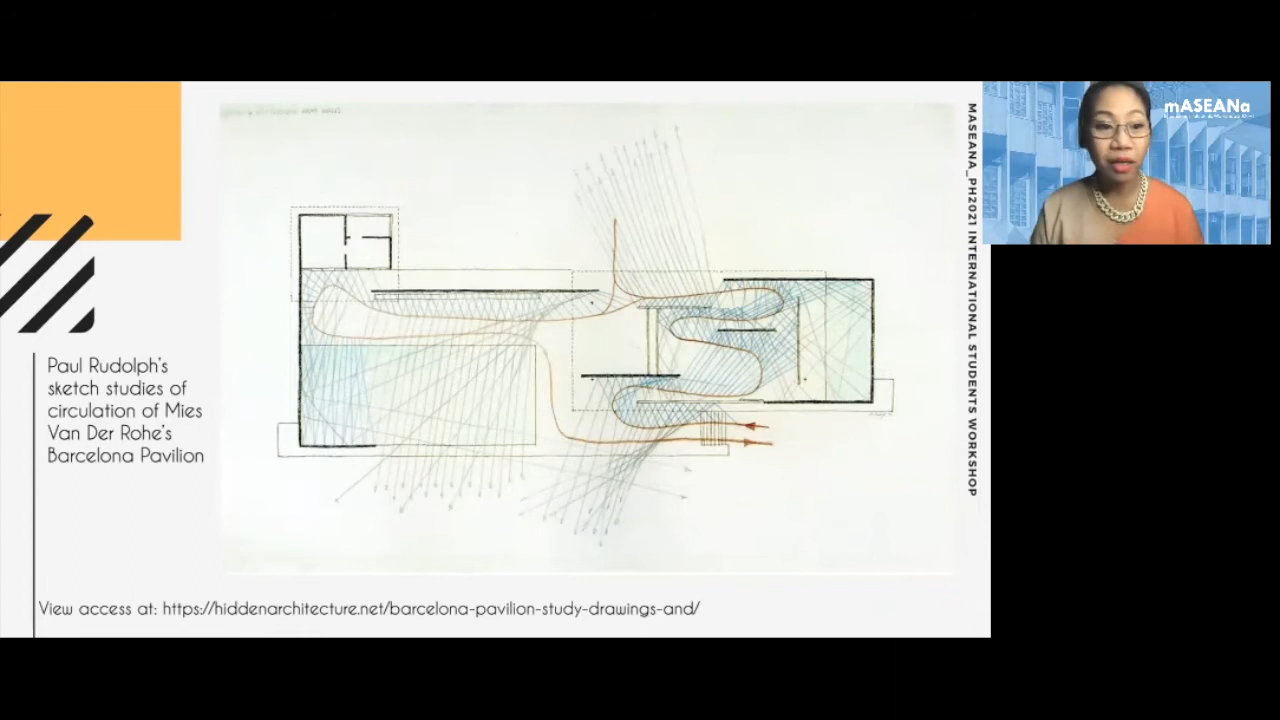 Paul Rudolph's
sketch studies of
circulation of Mies
Van Der Rohe's
Barcelona Pavilion
View access at: https://hiddenarchitecture.net/barcelona-pavilion-study-drawings-and/
MASEANA_PH2021 INTERNATIONAL STUDENTS WORKSHOP
mASEANa